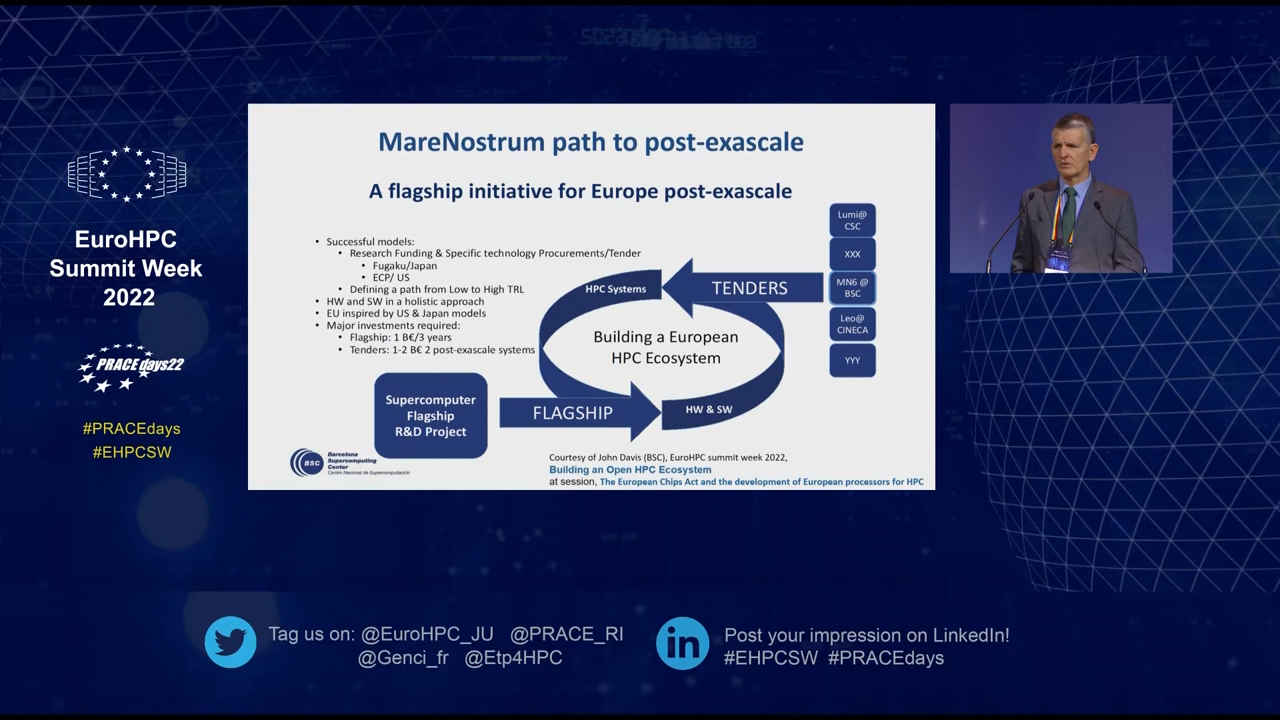 EuroHPC
Summit Week
2022
PRACEdays22
#PRACEdays
#EHPCSW
MareNostrum path to post-exascale
A flagship initiative for Europe post-exascale
• Successful models:
• Research Funding & Specific technology Procurements/Tender
• Fugaku/Japan
• ECP/ US
• Defining a path from Low to High TRL
• HW and SW in a holistic approach
• EU inspired by US & Japan models
• Major investments required:
• Flagship: 1 B€/3 years
• Tenders: 1-2 B€ 2 post-exascale systems
HPC Systems
TENDERS
Building a European
HPC Ecosystem
Lumi@
CSC
XXX
MN6 @
BSC
Leo@
CINECA
YYY
Supercomputer
Flagship
R&D Project
FLAGSHIP
HW & SW
BSC
Barcelona
Supercomputing
Center
Centro Nacional de Supercomputación
Courtesy of John Davis (BSC), EuroHPC summit week 2022,
Building an Open HPC Ecosystem
at session, The European Chips Act and the development of European processors for HPC
Tag us on: @EuroHPC_JU @PRACE_RI
@Genci_fr @Etp4HPC
in
Post your impression on LinkedIn!
#EHPCSW #PRACEdays